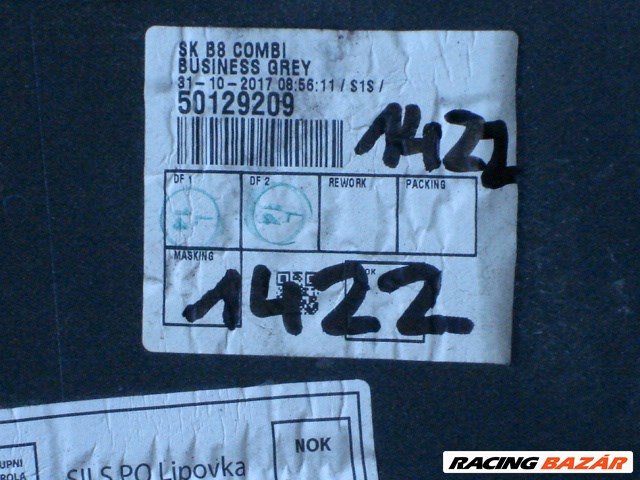 SK B8 COMBI
BUSINESS GREY
31-10-2017 08:56:11 / S1S /
50129209
1422
DF 1 DF 2 REWORK PACKING
MASKING
1422
NOK
SILS PO Lipovka
RACING BAZÁR